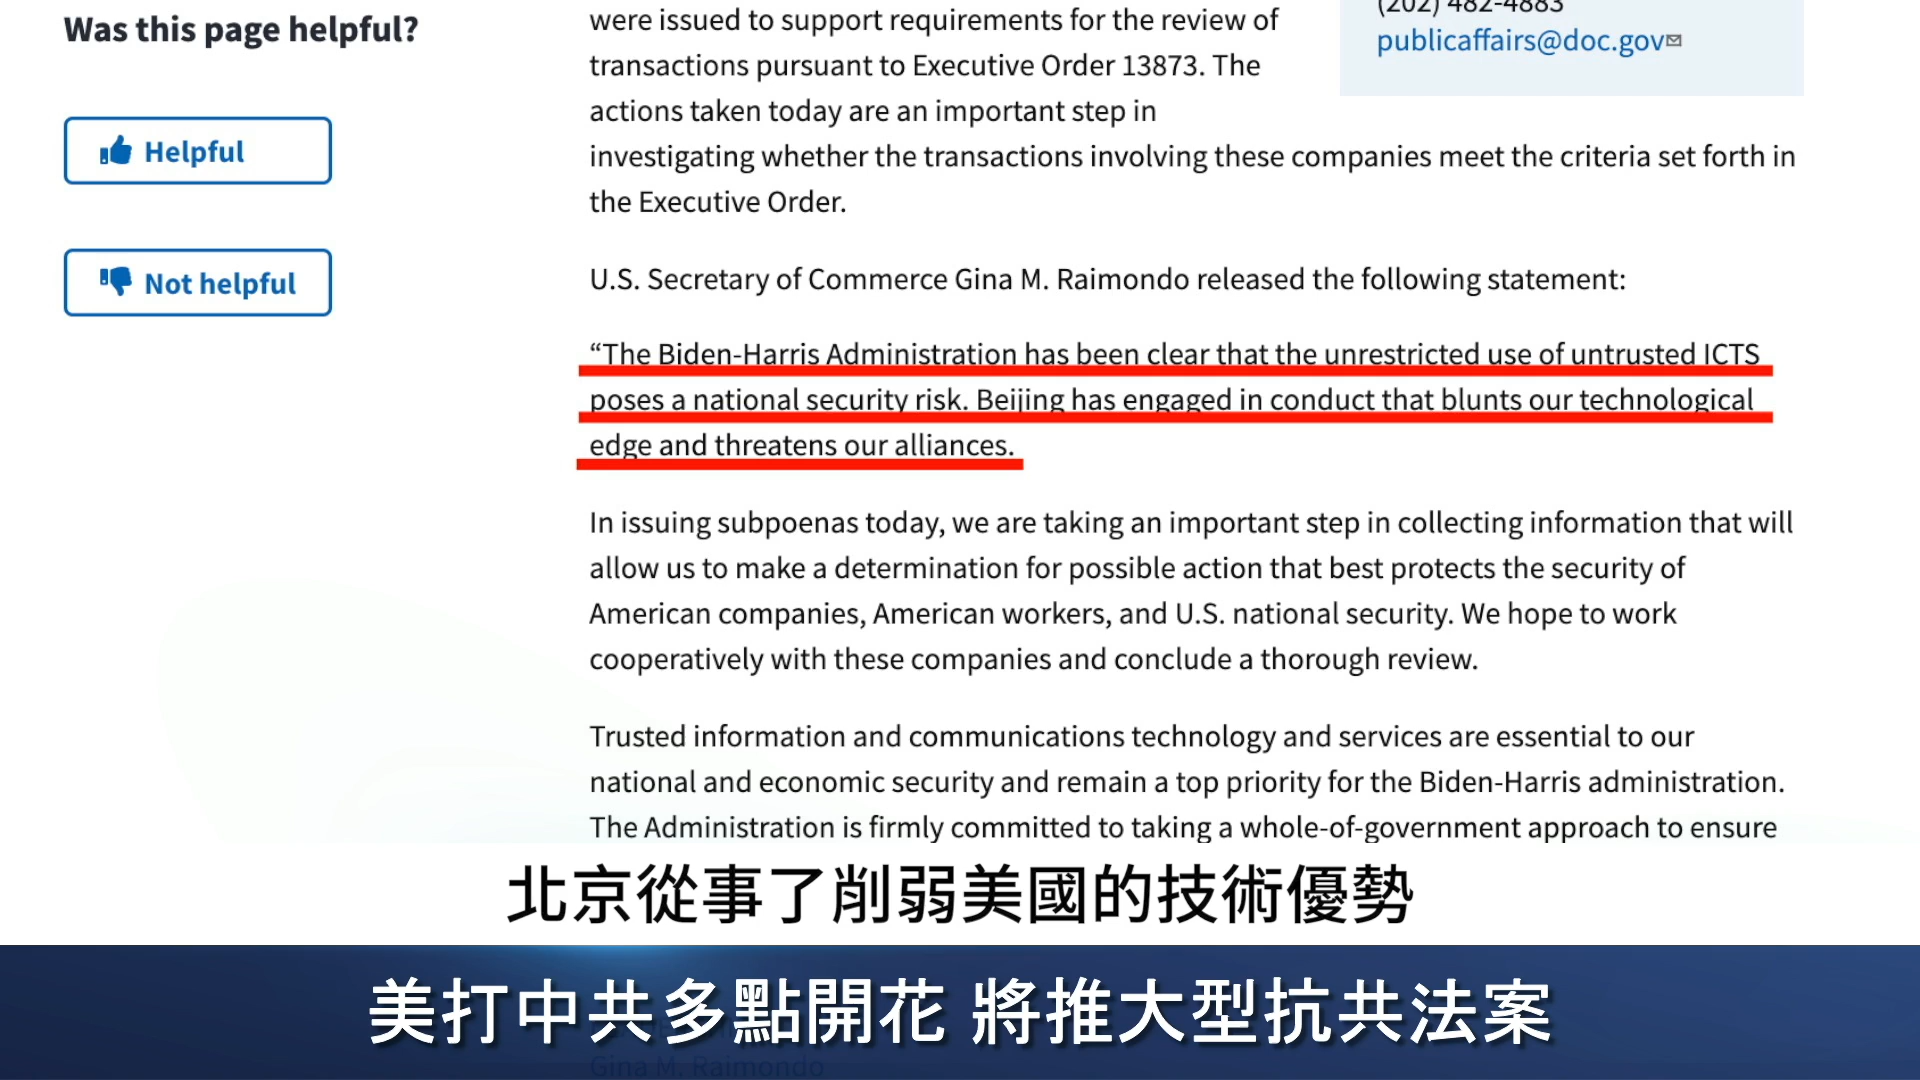 Was this page helpful?
Helpful
Not helpful
were issued to support requirements for the review of
transactions pursuant to Executive Order 13873. The
actions taken today are an important step in
investigating whether the transactions involving these companies meet the criteria set forth in
the Executive Order.
(202) 482-4883
publicaffairs@doc.gov
U.S. Secretary of Commerce Gina M. Raimondo released the following statement:
“The Biden-Harris Administration has been clear that the unrestricted use of untrusted ICTS
poses a national security risk. Beijing has engaged in conduct that blunts our technological
edge and threatens our alliances.
In issuing subpoenas today, we are taking an important step in collecting information that will
allow us to make a determination for possible action that best protects the security of
American companies, American workers, and U.S. national security. We hope to work
cooperatively with these companies and conclude a thorough review.
Trusted information and communications technology and services are essential to our
national and economic security and remain a top priority for the Biden-Harris administration.
The Administration is firmly committed to taking a whole-of-government approach to ensure
北京從事了削弱美國的技術優勢
美打中共多點開花 將推大型抗共法案
Gina M. Raimondo